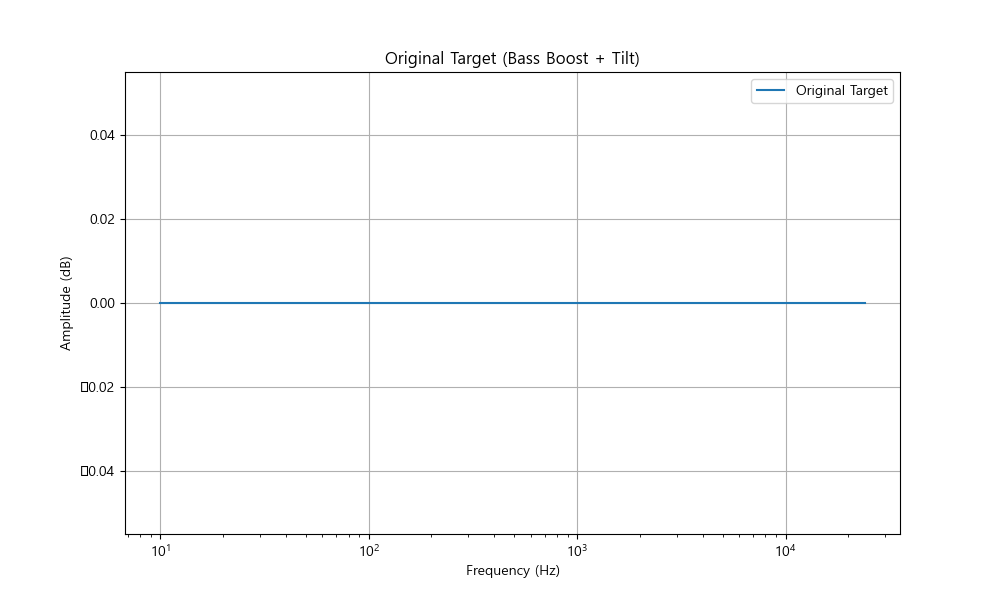 Original Target (Bass Boost + Tilt)
Original Target
0.04
0.02
0.00
▯0.02
▯0.04
Amplitude (dB)
10¹
10²
10³
10⁴
Frequency (Hz)